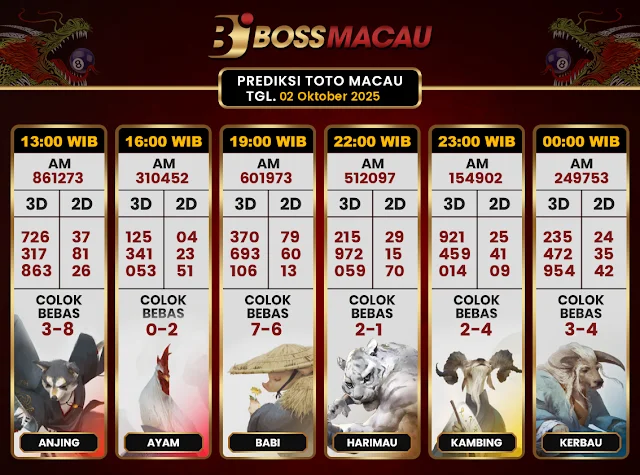 BJ BOSSMACAU
PREDIKSI TOTO MACAU
TGL. 02 Oktober 2025
13:00 WIB
AM
861273
3D 2D
726 37
317 81
863 26
COLOK
BEBAS
3-8
ANJING
16:00 WIB
AM
310452
3D 2D
125 04
341 23
053 51
COLOK
BEBAS
0-2
AYAM
19:00 WIB
AM
601973
3D 2D
370 79
693 60
106 13
COLOK
BEBAS
7-6
BABI
22:00 WIB
AM
512097
3D 2D
215 29
972 15
059 70
COLOK
BEBAS
2-1
HARIMAU
23:00 WIB
AM
154902
3D 2D
921 25
459 41
014 09
COLOK
BEBAS
2-4
KAMBING
00:00 WIB
AM
249753
3D 2D
235 24
472 35
954 42
COLOK
BEBAS
3-4
KERBAU
8
8